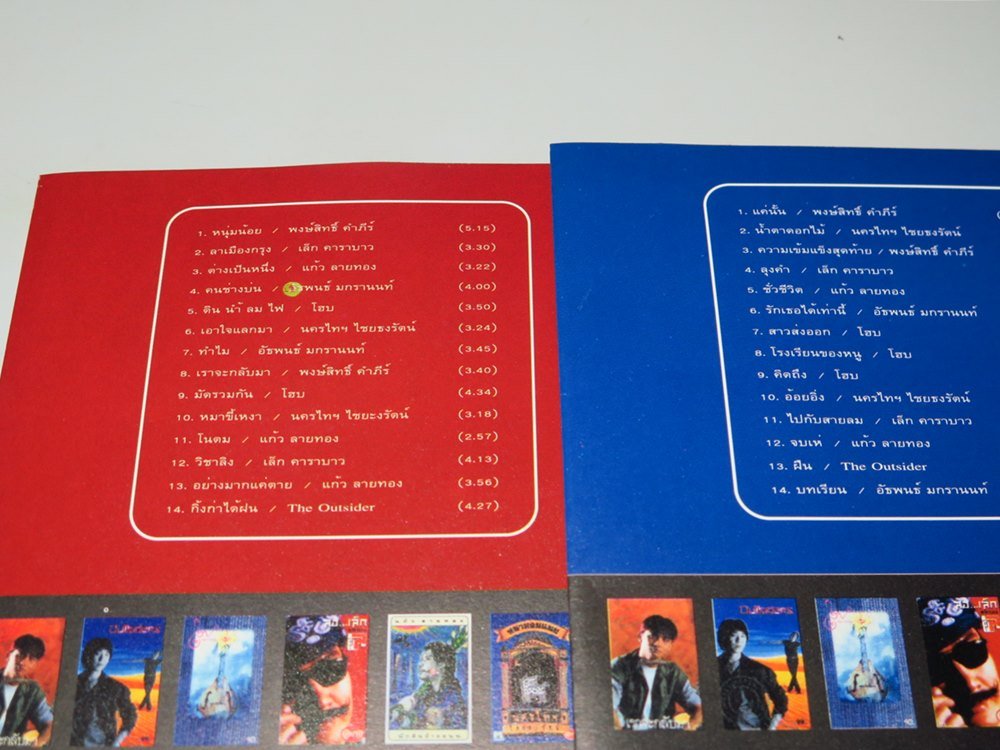 1. หนุ่มน้อย / พงษ์สิทธิ์ คำภีร์ (5.15)
2. ลาเมืองกรุง / เล็ก คาราบาว (3.30)
3. ต่างเป็นหนึ่ง / แก้ว ลายทอง (3.22)
4. คนช่างบ่น / พนธ์ มกรานนท์ (4.00)
5. ดิน น้ำ ลม ไฟ / โฮบ (3.50)
6. เอาใจแลกมา / นครไทฯ ไชยธงรัตน์ (3.24)
7. ทำไม / อัธพนธ์ มกรานนท์ (3.45)
8. เราจะกลับมา / พงษ์สิทธิ์ คำภีร์ (3.40)
9. มัดรวมกัน / โฮบ (4.34)
10. หมาขี้เหงา / นครไทฯ ไชยะงรัตน์ (3.18)
11. โนตม / แก้ว ลายทอง (2.57)
12. วิชาลิง / เล็ก คาราบาว (4.13)
13. อย่างมากแค่ตาย / แก้ว ลายทอง (3.56)
14. กิ้งก่าได้ฝน / The Outsider (4.27)
1. แค่นั้น / พงษ์สิทธิ์ คำภีร์
2. น้ำตาดอกไม้ / นครไทฯ ไชยธงรัตน์
3. ความเข้มแข็งสุดท้าย / พงษ์สิทธิ์ คำภีร์
4. ลุงคำ / เล็ก คาราบาว
5. ชั่วชีวิต / แก้ว ลายทอง
6. รักเธอได้เท่านี้ / อัธพนธ์ มกรานนท์
7. สาวส่งออก / โฮบ
8. โรงเรียนของหนู / โฮบ
9. คิดถึง / โฮบ
10. อ้อยอิ่ง / นครไทฯ ไชยธงรัตน์
11. ไปกับสายลม / เล็ก คาราบาว
12. จบเห่ / แก้ว ลายทอง
13. ฝืน / The Outsider
14. บทเรียน / อัธพนธ์ มกรานนท์